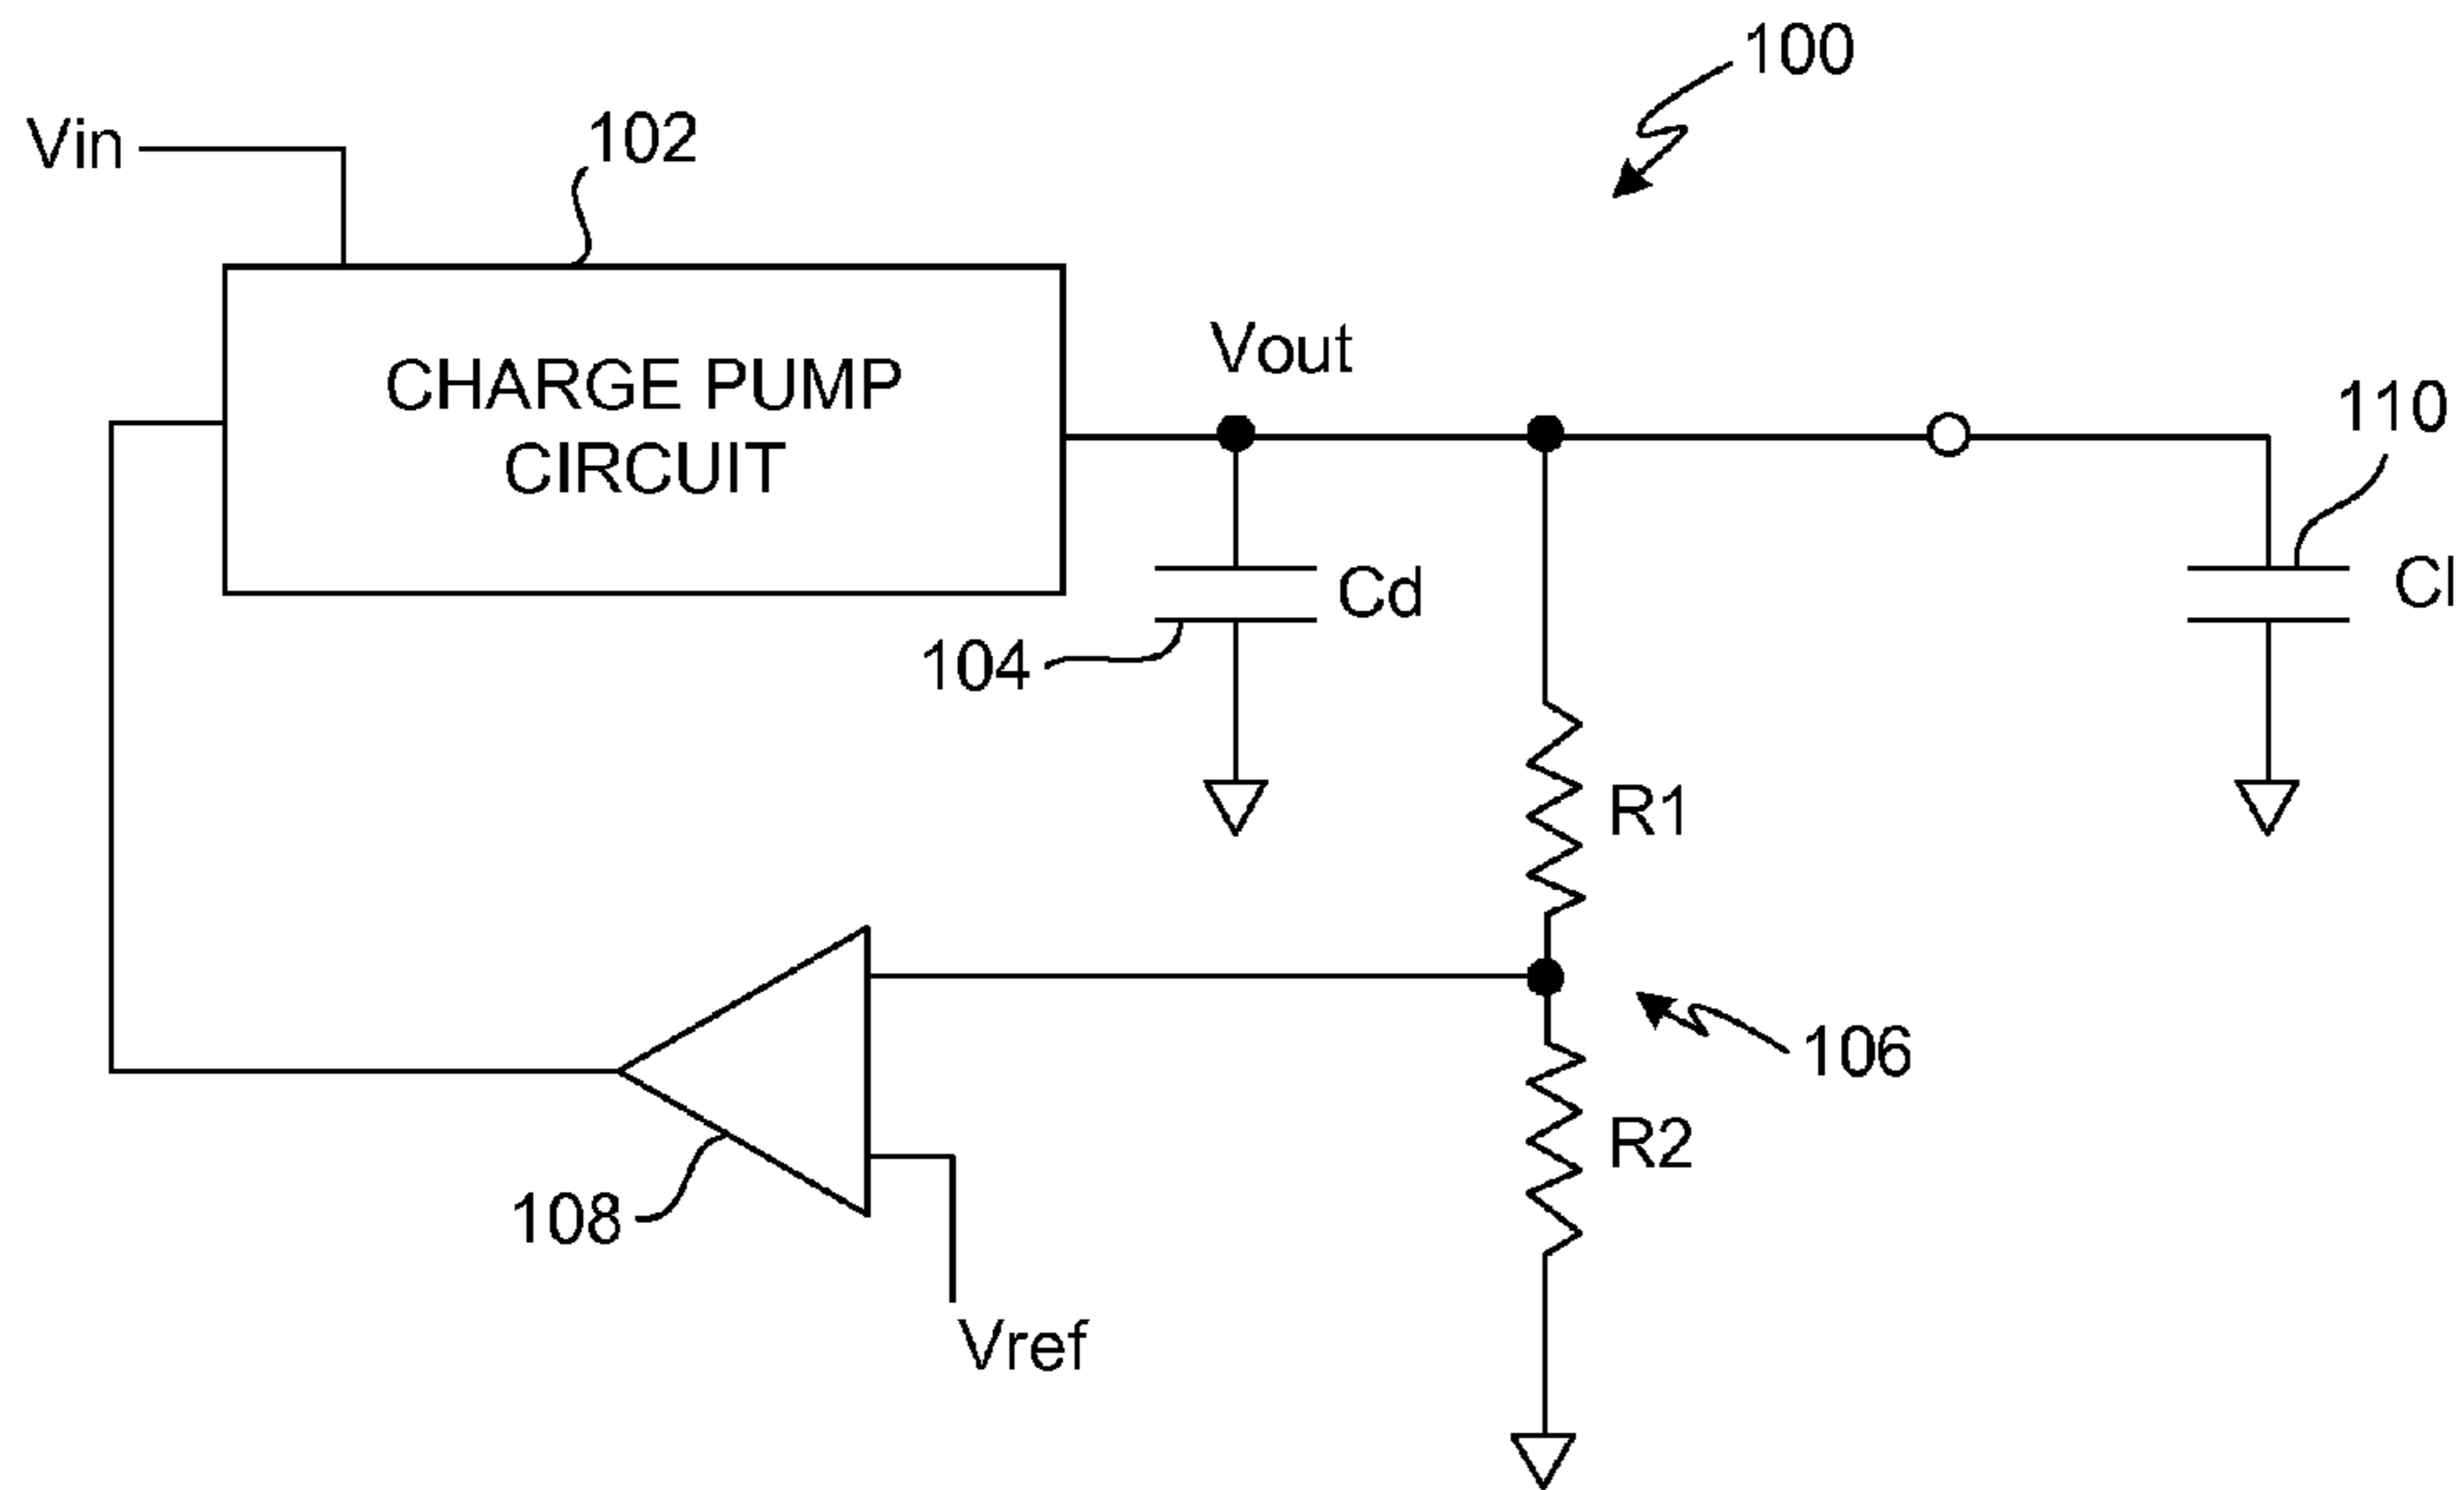 100
Vin
102
CHARGE PUMP
CIRCUIT
Vout
110
Cd
Cl
104
R1
106
R2
108
Vref